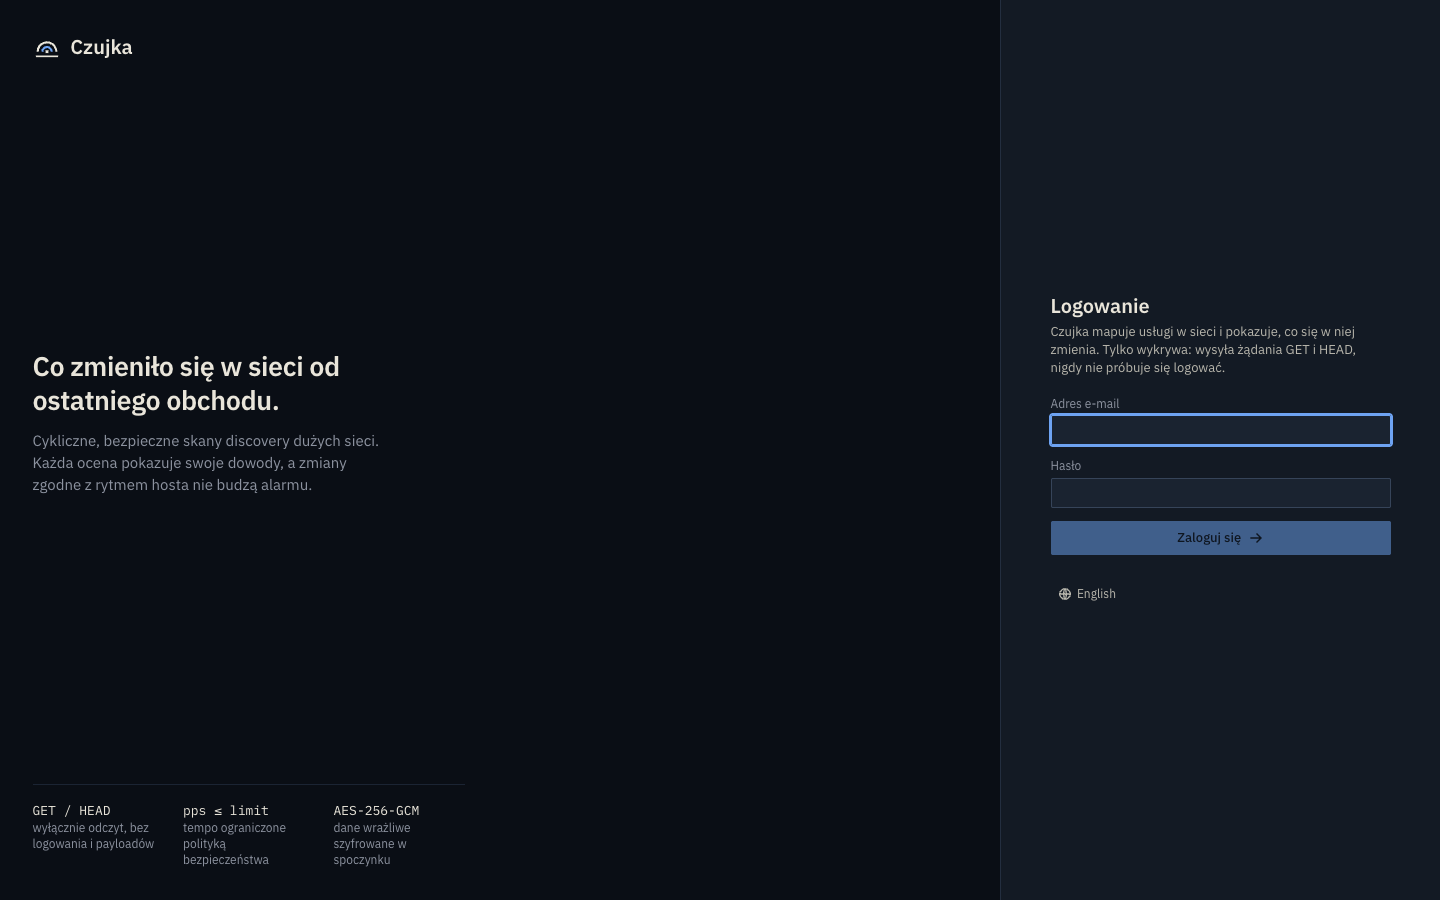 Czujka
Co zmieniło się w sieci od
ostatniego obchodu.
Cykliczne, bezpieczne skany discovery dużych sieci.
Każda ocena pokazuje swoje dowody, a zmiany
zgodne z rytmem hosta nie budzą alarmu.
GET / HEAD
wyłącznie odczyt, bez
logowania i payloadów
pps ≤ limit
tempo ograniczone
polityką
bezpieczeństwa
AES-256-GCM
dane wrażliwe
szyfrowane w
spoczynku
Logowanie
Czujka mapuje usługi w sieci i pokazuje, co się w niej
zmienia. Tylko wykrywa: wysyła żądania GET i HEAD,
nigdy nie próbuje się logować.
Adres e-mail
Hasło
Zaloguj się
English